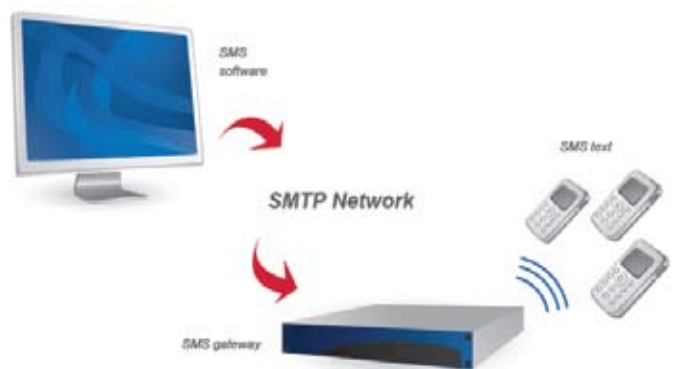 SMS
software
SMS text
SMTP Network
SMS gateway